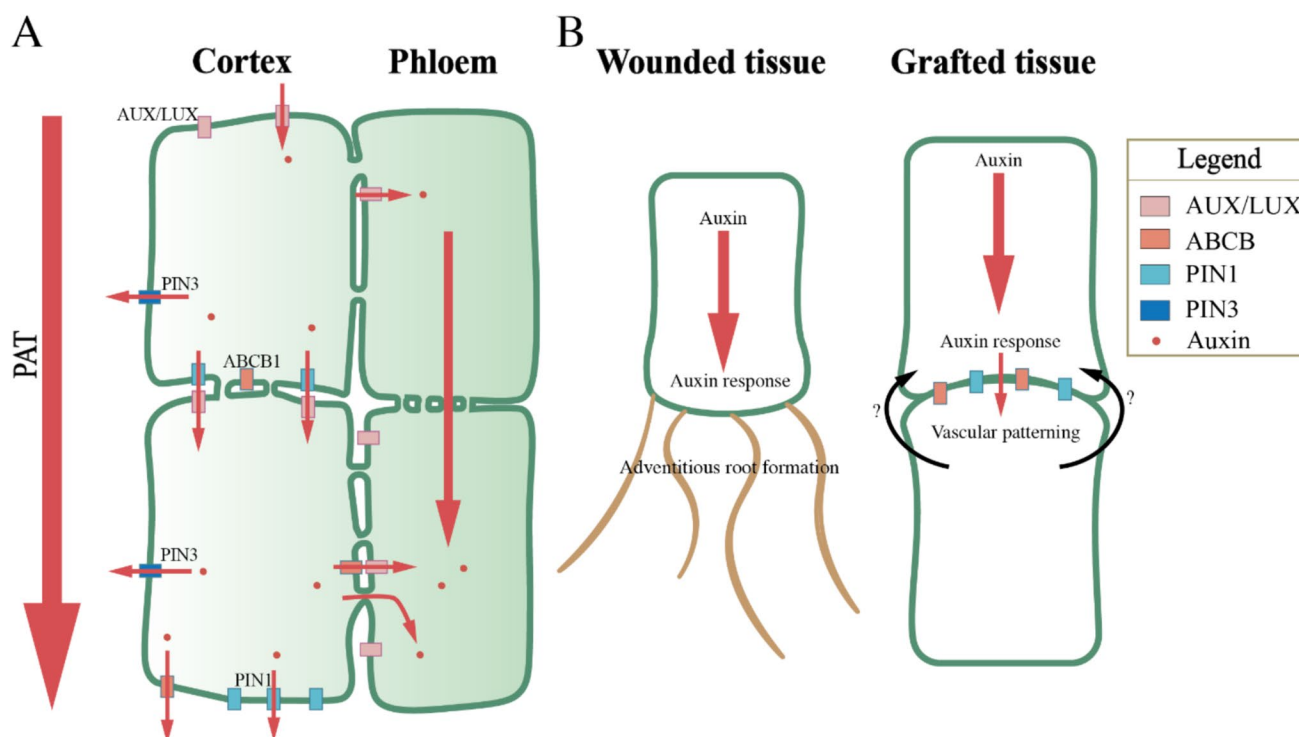 A
B
Cortex
Phloem
Wounded tissue
Grafted tissue
AUX/LUX
PIN3
ABCB1
PIN3
PIN1
PAT
Auxin
Auxin response
Adventitious root formation
Auxin
Auxin response
?
?
Vascular patterning
Legend
AUX/LUX
ABCB
PIN1
PIN3
Auxin